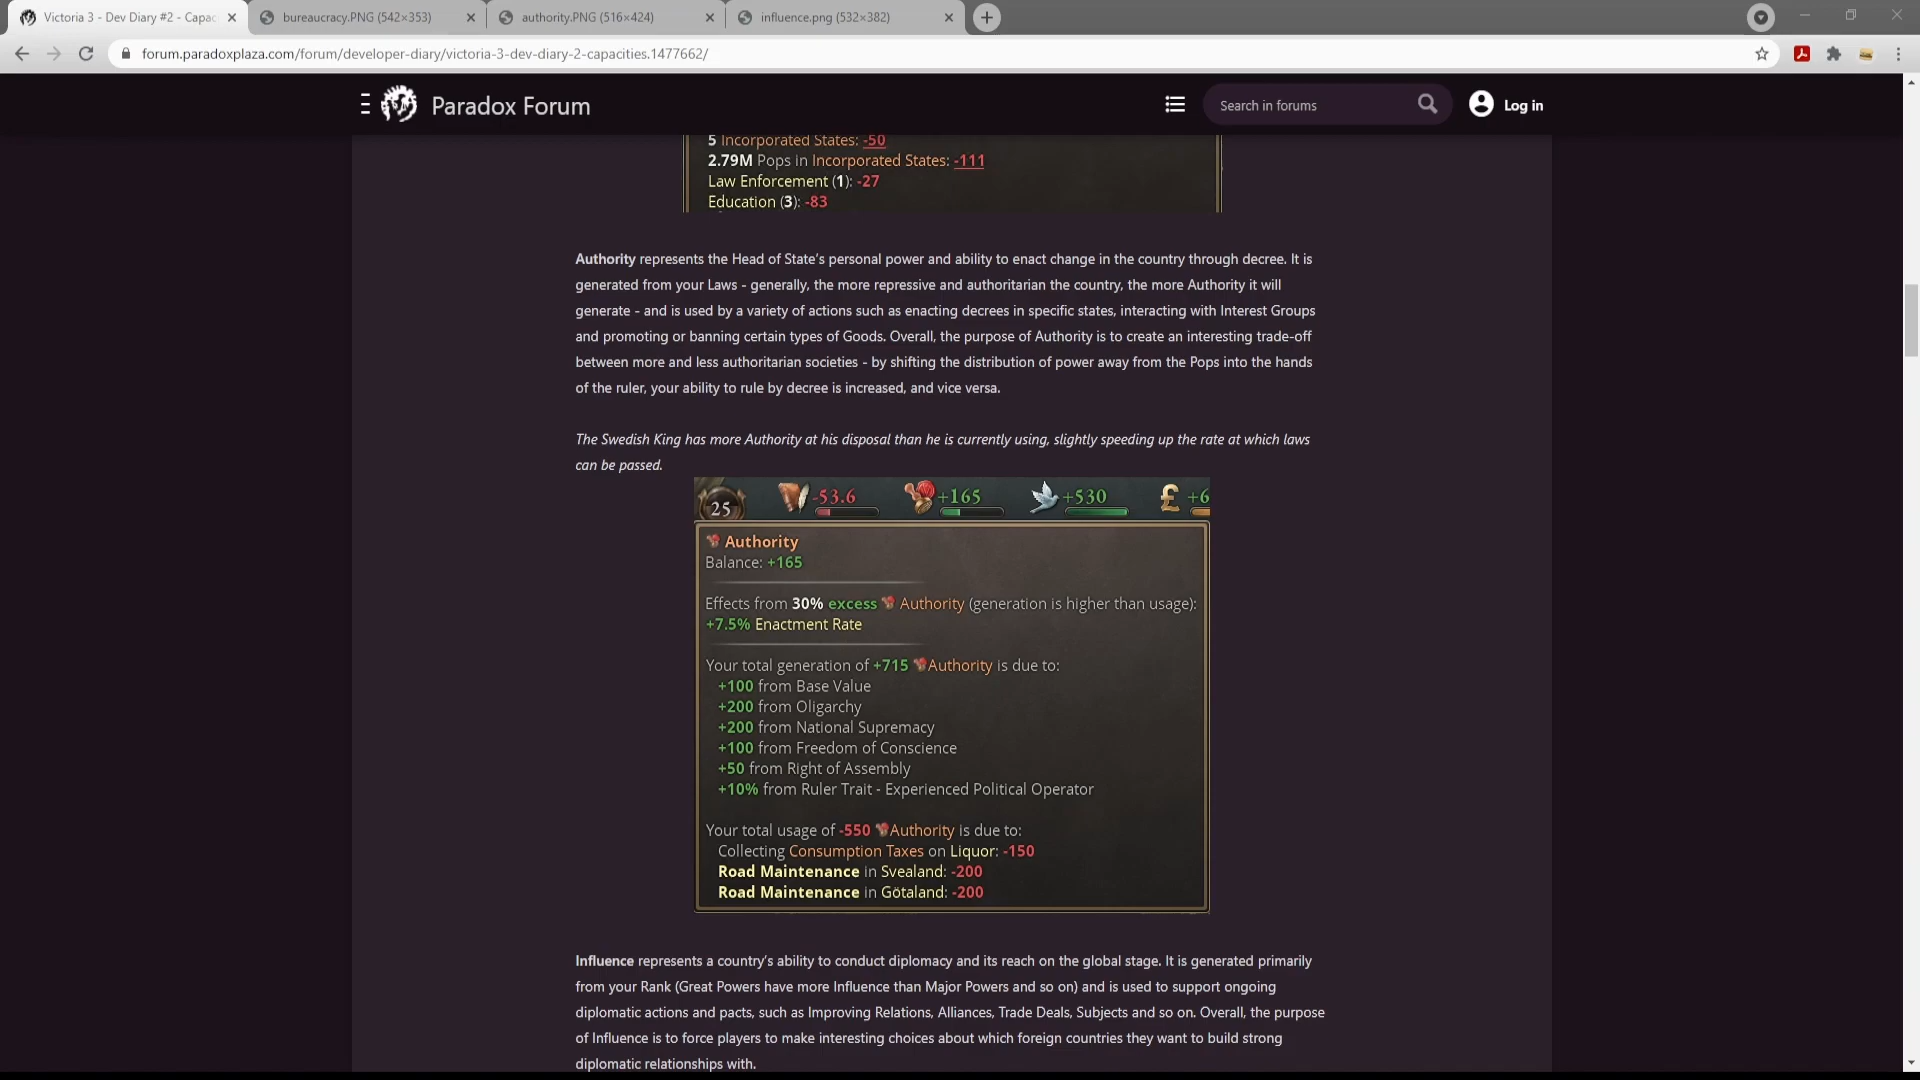 Victoria 3 - Dev Diary #2 - Capac
bureaucracy.PNG (542×353)
authority.PNG (516×424)
influence.png (532×382)
forum.paradoxplaza.com/forum/developer-diary/victoria-3-dev-diary-2-capacities.1477662/
Paradox Forum
Search in forums
Log in
5 Incorporated States: -50
2.79M Pops in Incorporated States: -111
Law Enforcement (1): -27
Education (3): -83
Authority represents the Head of State's personal power and ability to enact change in the country through decree. It is
generated from your Laws - generally, the more repressive and authoritarian the country, the more Authority it will
generate - and is used by a variety of actions such as enacting decrees in specific states, interacting with Interest Groups
and promoting or banning certain types of Goods. Overall, the purpose of Authority is to create an interesting trade-off
between more and less authoritarian societies - by shifting the distribution of power away from the Pops into the hands
of the ruler, your ability to rule by decree is increased, and vice versa.
The Swedish King has more Authority at his disposal than he is currently using, slightly speeding up the rate at which laws
can be passed.
25 -53.6 +165 +530 £ +6
Authority
Balance: +165
Effects from 30% excess Authority (generation is higher than usage):
+7.5% Enactment Rate
Your total generation of +715 Authority is due to:
+100 from Base Value
+200 from Oligarchy
+200 from National Supremacy
+100 from Freedom of Conscience
+50 from Right of Assembly
+10% from Ruler Trait - Experienced Political Operator
Your total usage of -550 Authority is due to:
Collecting Consumption Taxes on Liquor: -150
Road Maintenance in Svealand: -200
Road Maintenance in Götaland: -200
Influence represents a country's ability to conduct diplomacy and its reach on the global stage. It is generated primarily
from your Rank (Great Powers have more Influence than Major Powers and so on) and is used to support ongoing
diplomatic actions and pacts, such as Improving Relations, Alliances, Trade Deals, Subjects and so on. Overall, the purpose
of Influence is to force players to make interesting choices about which foreign countries they want to build strong
diplomatic relationships with.